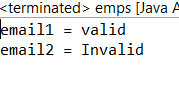 <terminated> emps [Java A
email1 = valid
email2 = Invalid